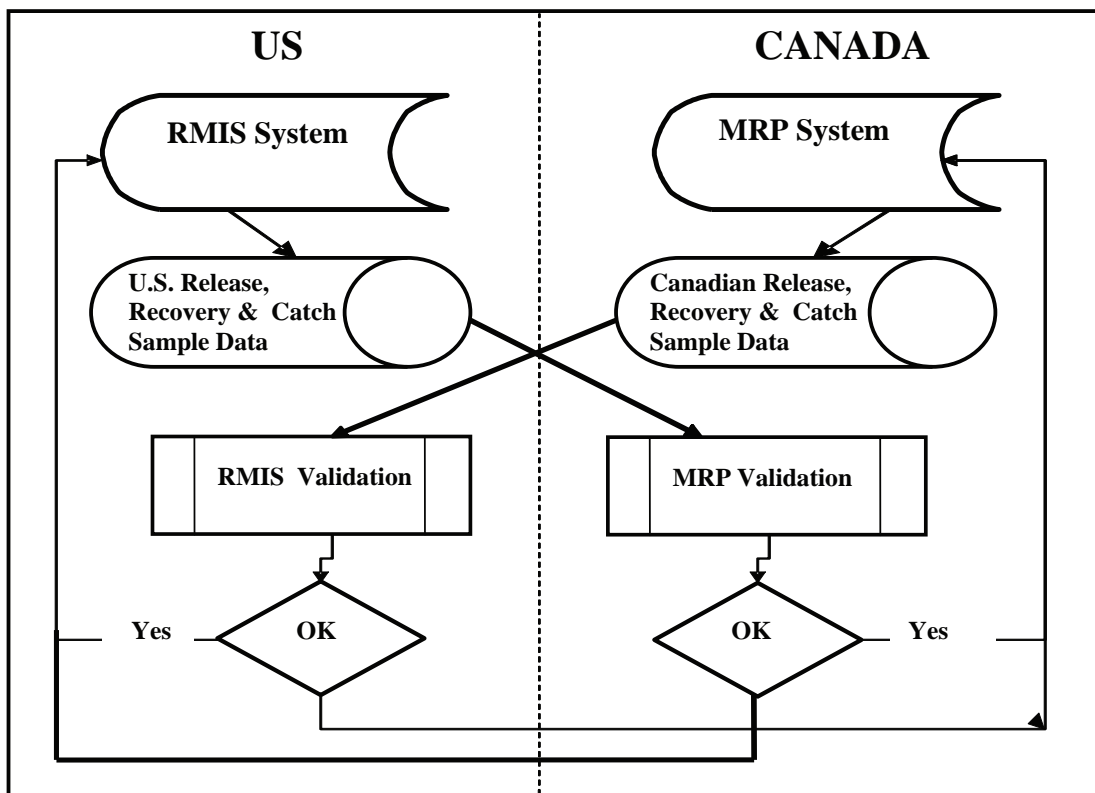 US
CANADA
RMIS System
MRP System
U.S. Release,
Recovery & Catch
Sample Data
Canadian Release,
Recovery & Catch
Sample Data
RMIS Validation
MRP Validation
Yes
OK
OK
Yes